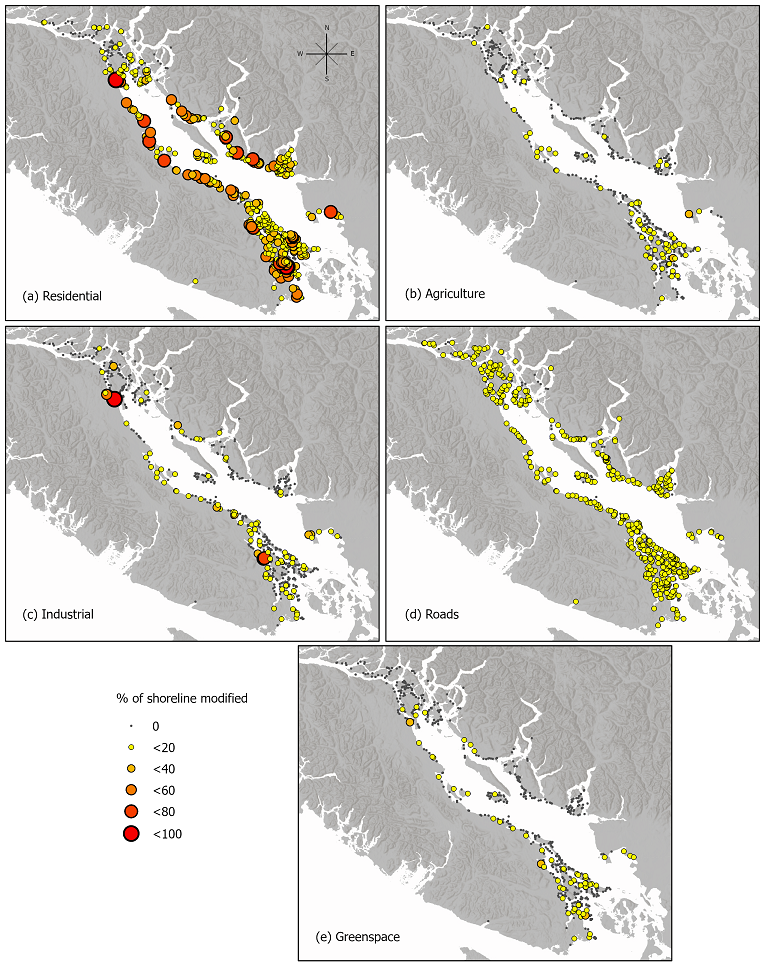 N
W E
S
(a) Residential
(b) Agriculture
(c) Industrial
(d) Roads
% of shoreline modified
0
<20
<40
<60
<80
<100
(e) Greenspace